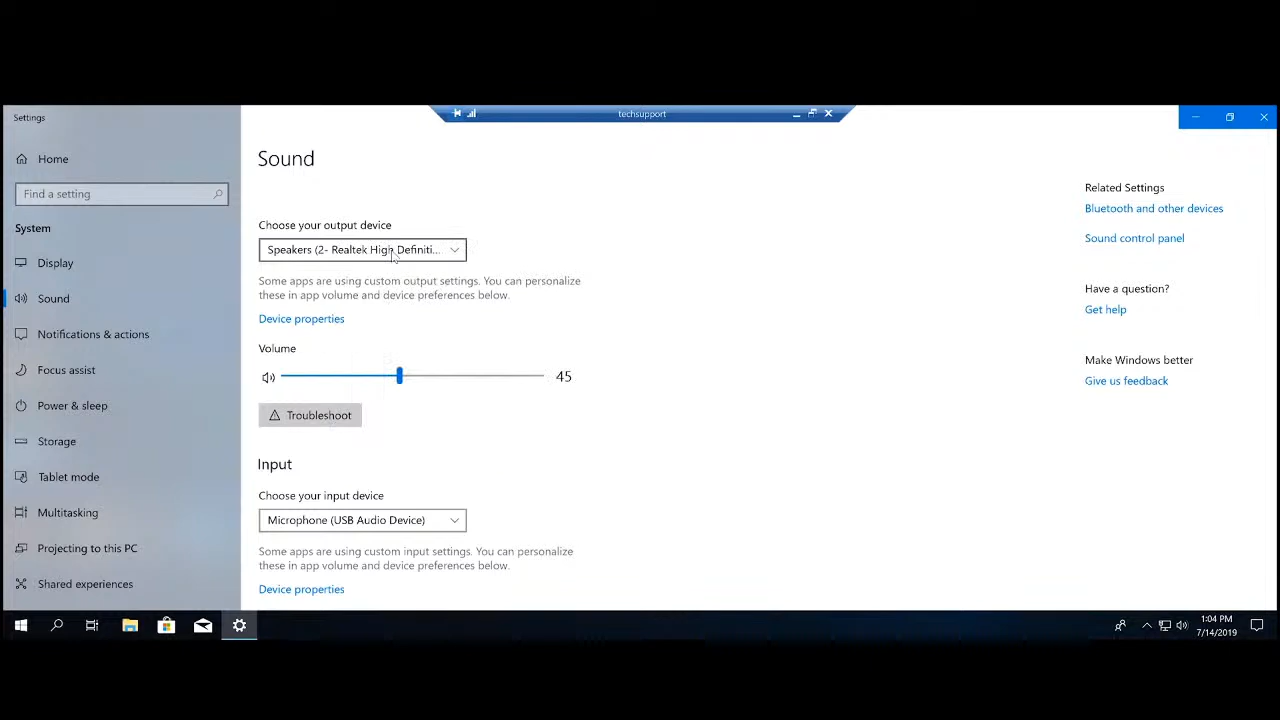 techsupport
Settings
Home
Find a setting
System
Display
Sound
Notifications & actions
Focus assist
Power & sleep
Storage
Tablet mode
Multitasking
Projecting to this PC
Shared experiences
Sound
Choose your output device
Speakers (2- Realtek High Definiti...
Some apps are using custom output settings. You can personalize
these in app volume and device preferences below.
Device properties
Volume
45
Troubleshoot
Input
Choose your input device
Microphone (USB Audio Device)
Some apps are using custom input settings. You can personalize
these in app volume and device preferences below.
Device properties
Related Settings
Bluetooth and other devices
Sound control panel
Have a question?
Get help
Make Windows better
Give us feedback
1:04 PM
7/14/2019